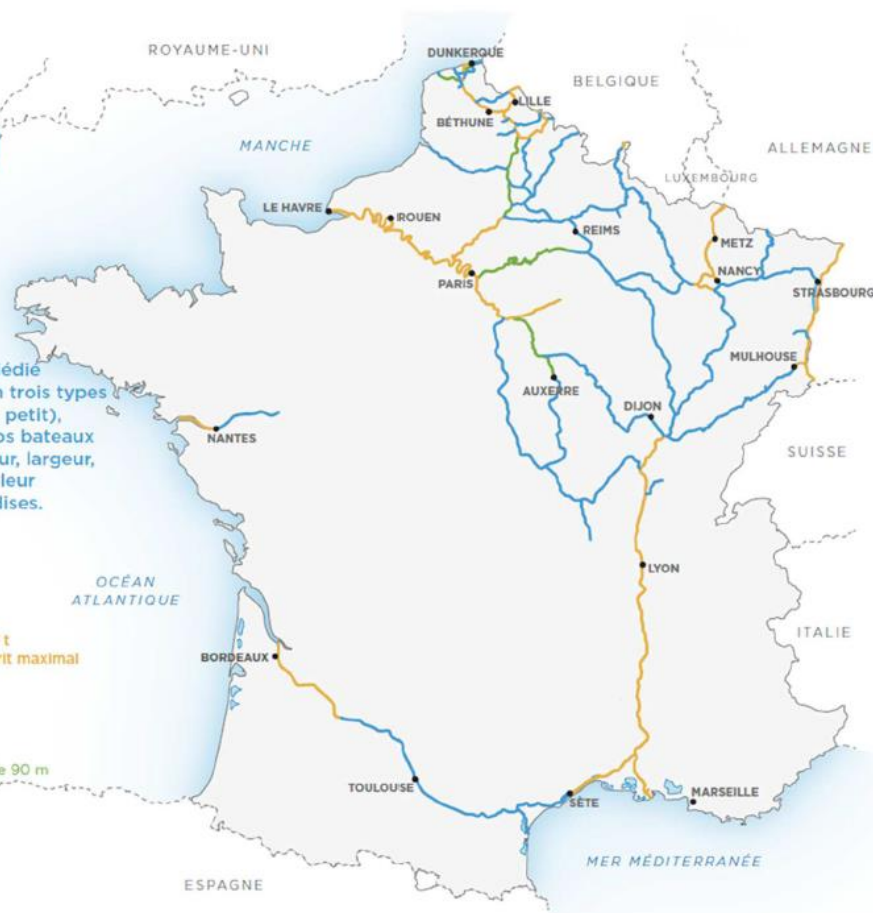 ROYAUME-UNI
DUNKERQUE
BELGIQUE
LILLE
BÉTHUNE
MANCHE
ALLEMAGNE
LUXEMBOURG
LE HAVRE
ROUEN
REIMS
METZ
PARIS
NANCY
STRASBOURG
MULHOUSE
édié
n trois types
petit),
os bateaux
ur, largeur,
leur
lises.
AUXERRE
DIJON
NANTES
SUISSE
LYON
OCÉAN
ATLANTIQUE
ITALIE
t
rit maximal
BORDEAUX
e 90 m
TOULOUSE
SÈTE
MARSEILLE
MER MÉDITERRANÉE
ESPAGNE